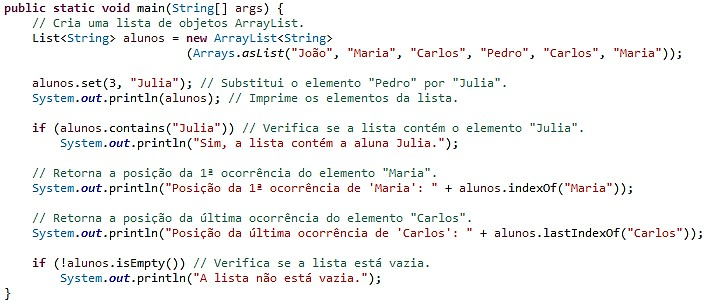 public static void main(String[] args) {
// Cria uma lista de objetos ArrayList.
List<String> alunos = new ArrayList<String>
(Arrays.asList("João", "Maria", "Carlos", "Pedro", "Carlos", "Maria"));
alunos.set(3, "Julia"); // Substitui o elemento "Pedro" por "Julia".
System.out.println(alunos); // Imprime os elementos da lista.
if (alunos.contains("Julia")) // Verifica se a lista contém o elemento "Julia".
System.out.println("Sim, a lista contém a aluna Julia.");
// Retorna a posição da 1ª ocorrência do elemento "Maria".
System.out.println("Posição da 1ª ocorrência de 'Maria': " + alunos.indexOf("Maria"));
// Retorna a posição da última ocorrência do elemento "Carlos".
System.out.println("Posição da última ocorrência de 'Carlos': " + alunos.lastIndexOf("Carlos"));
if (!alunos.isEmpty()) // Verifica se a lista está vazia.
System.out.println("A lista não está vazia.");
}